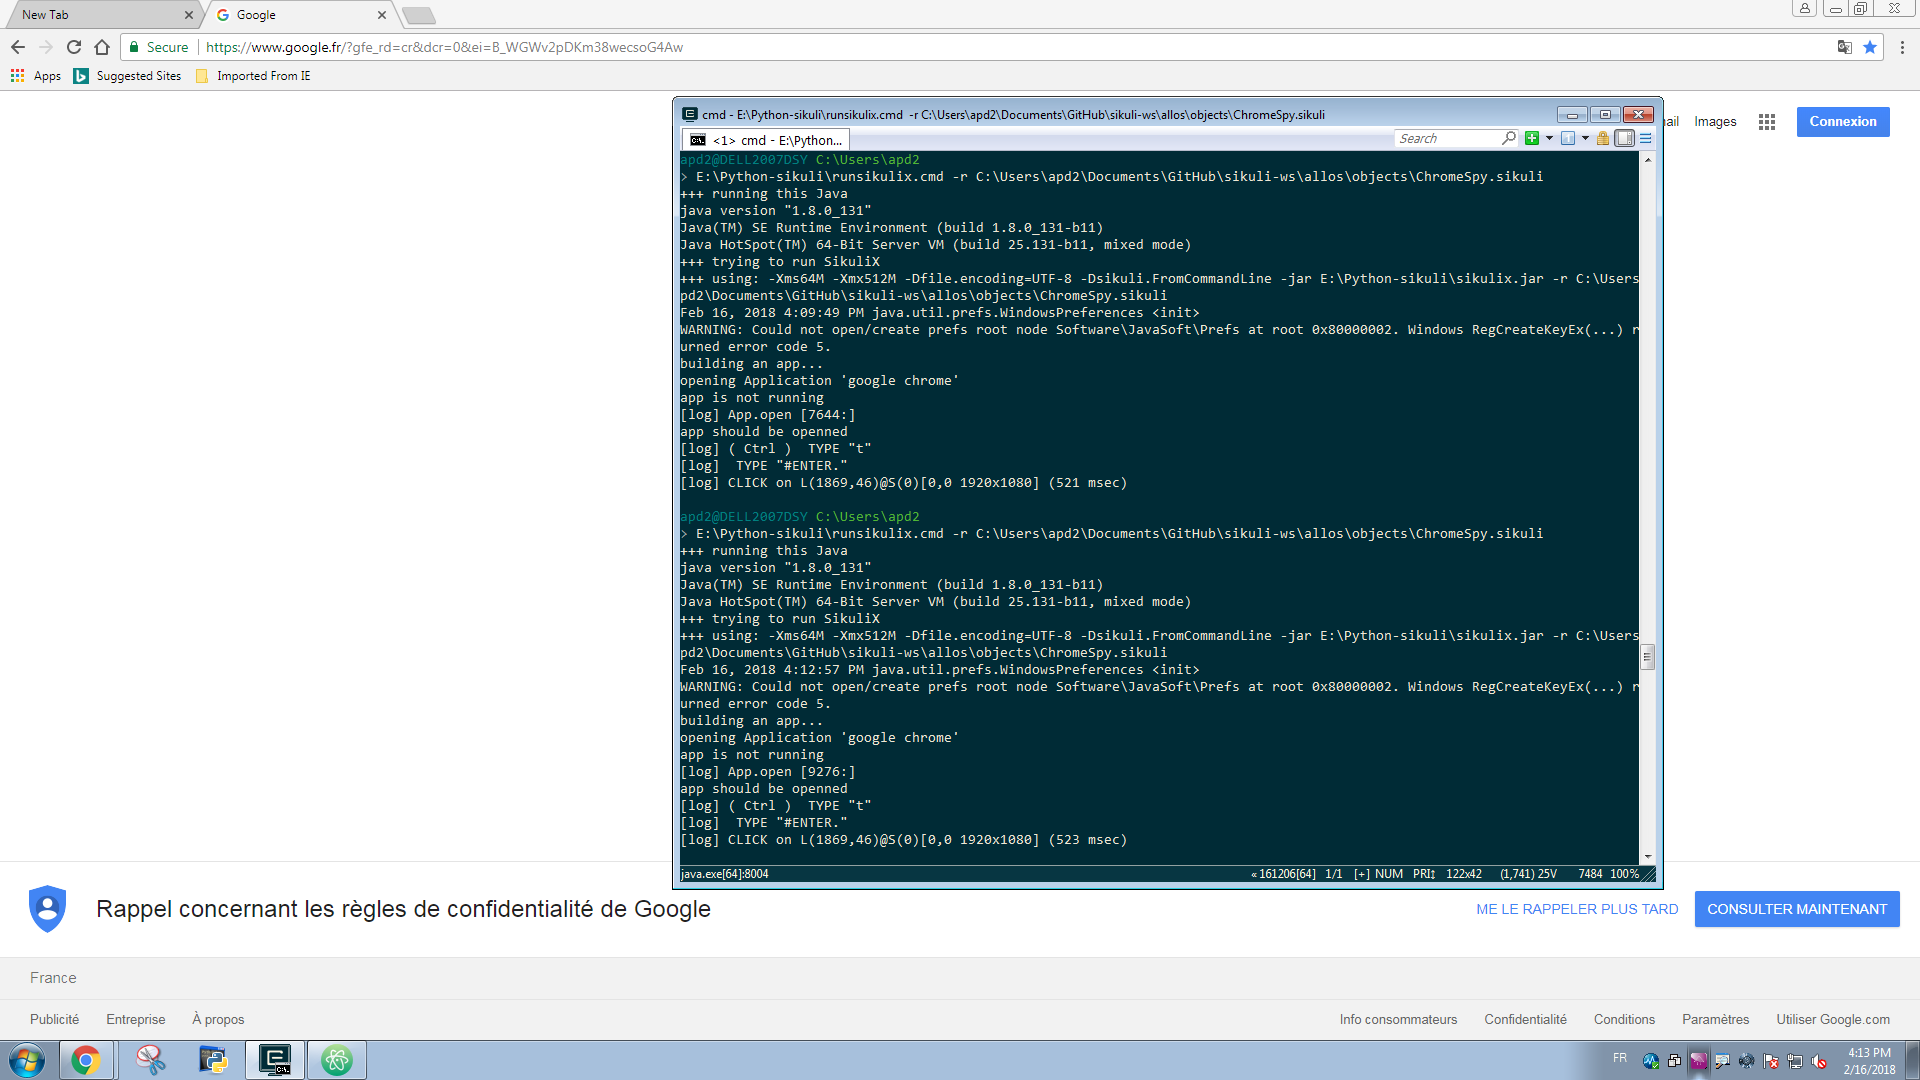 New Tab
Google
Secure
https://www.google.fr/?gfe_rd=cr&dcr=0&ei=B_WGWv2pDKm38wecsoG4Aw
Apps
Suggested Sites
Imported From IE
ail
Images
Connexion
cmd - E:\Python-sikuli\runsikulix.cmd -r C:\Users\apd2\Documents\GitHub\sikuli-ws\allos\objects\ChromeSpy.sikuli
<1> cmd - E:\Python...
Search
apd2@DELL2007DSY C:\Users\apd2
> E:\Python-sikuli\runsikulix.cmd -r C:\Users\apd2\Documents\GitHub\sikuli-ws\allos\objects\ChromeSpy.sikuli
+++ running this Java
java version "1.8.0_131"
Java(TM) SE Runtime Environment (build 1.8.0_131-b11)
Java HotSpot(TM) 64-Bit Server VM (build 25.131-b11, mixed mode)
+++ trying to run SikuliX
+++ using: -Xms64M -Xmx512M -Dfile.encoding=UTF-8 -Dsikuli.FromCommandLine -jar E:\Python-sikuli\sikulix.jar -r C:\Users
pd2\Documents\GitHub\sikuli-ws\allos\objects\ChromeSpy.sikuli
Feb 16, 2018 4:09:49 PM java.util.prefs.WindowsPreferences <init>
WARNING: Could not open/create prefs root node Software\JavaSoft\Prefs at root 0x80000002. Windows RegCreateKeyEx(...) r
urned error code 5.
building an app...
opening Application 'google chrome'
app is not running
[log] App.open [7644:]
app should be openned
[log] ( Ctrl )  TYPE "t"
[log]  TYPE "#ENTER."
[log] CLICK on L(1869,46)@S(0)[0,0 1920x1080] (521 msec)
apd2@DELL2007DSY C:\Users\apd2
> E:\Python-sikuli\runsikulix.cmd -r C:\Users\apd2\Documents\GitHub\sikuli-ws\allos\objects\ChromeSpy.sikuli
+++ running this Java
java version "1.8.0_131"
Java(TM) SE Runtime Environment (build 1.8.0_131-b11)
Java HotSpot(TM) 64-Bit Server VM (build 25.131-b11, mixed mode)
+++ trying to run SikuliX
+++ using: -Xms64M -Xmx512M -Dfile.encoding=UTF-8 -Dsikuli.FromCommandLine -jar E:\Python-sikuli\sikulix.jar -r C:\Users
pd2\Documents\GitHub\sikuli-ws\allos\objects\ChromeSpy.sikuli
Feb 16, 2018 4:12:57 PM java.util.prefs.WindowsPreferences <init>
WARNING: Could not open/create prefs root node Software\JavaSoft\Prefs at root 0x80000002. Windows RegCreateKeyEx(...) r
urned error code 5.
building an app...
opening Application 'google chrome'
app is not running
[log] App.open [9276:]
app should be openned
[log] ( Ctrl )  TYPE "t"
[log]  TYPE "#ENTER."
[log] CLICK on L(1869,46)@S(0)[0,0 1920x1080] (523 msec)
java.exe[64]:8004
« 161206[64] 1/1 [+] NUM PRI↕ 122x42 (1,741) 25V 7484 100%
Rappel concernant les règles de confidentialité de Google
ME LE RAPPELER PLUS TARD
CONSULTER MAINTENANT
France
Publicité
Entreprise
À propos
Info consommateurs
Confidentialité
Conditions
Paramètres
Utiliser Google.com
FR
4:13 PM
2/16/2018